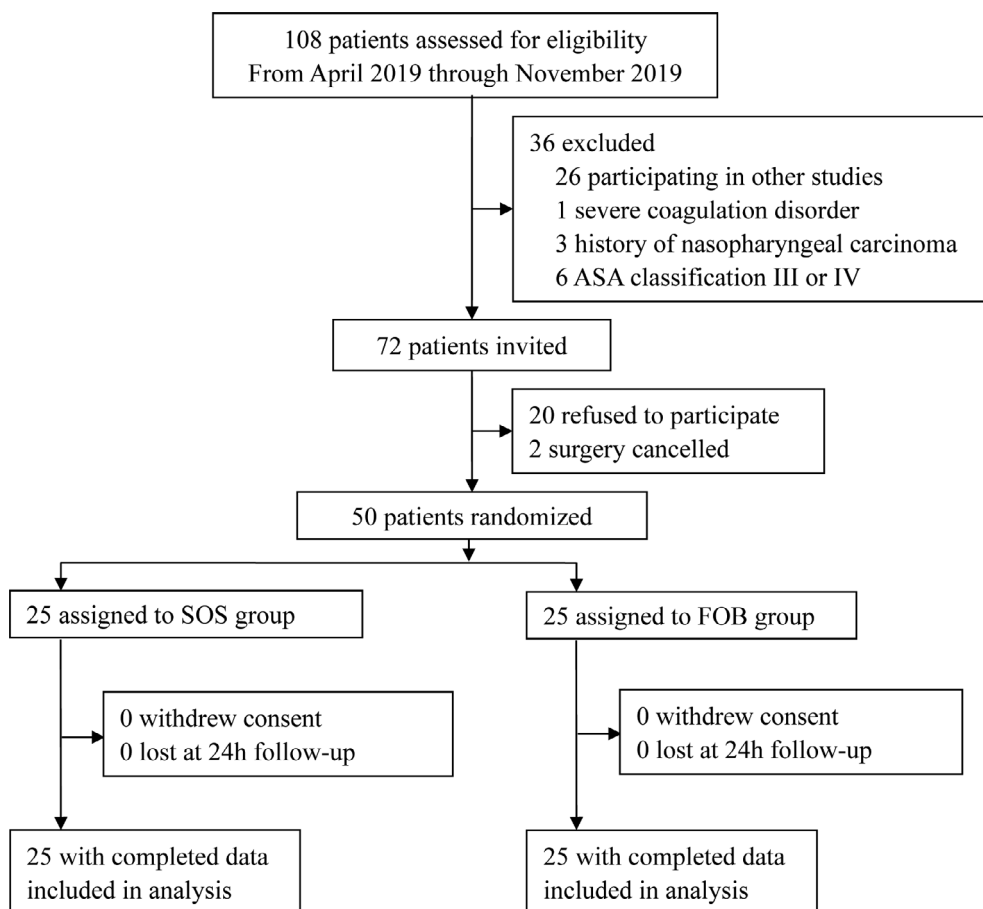 108 patients assessed for eligibility
From April 2019 through November 2019
36 excluded
26 participating in other studies
1 severe coagulation disorder
3 history of nasopharyngeal carcinoma
6 ASA classification III or IV
72 patients invited
20 refused to participate
2 surgery cancelled
50 patients randomized
25 assigned to SOS group
25 assigned to FOB group
0 withdrew consent
0 lost at 24h follow-up
0 withdrew consent
0 lost at 24h follow-up
25 with completed data
included in analysis
25 with completed data
included in analysis